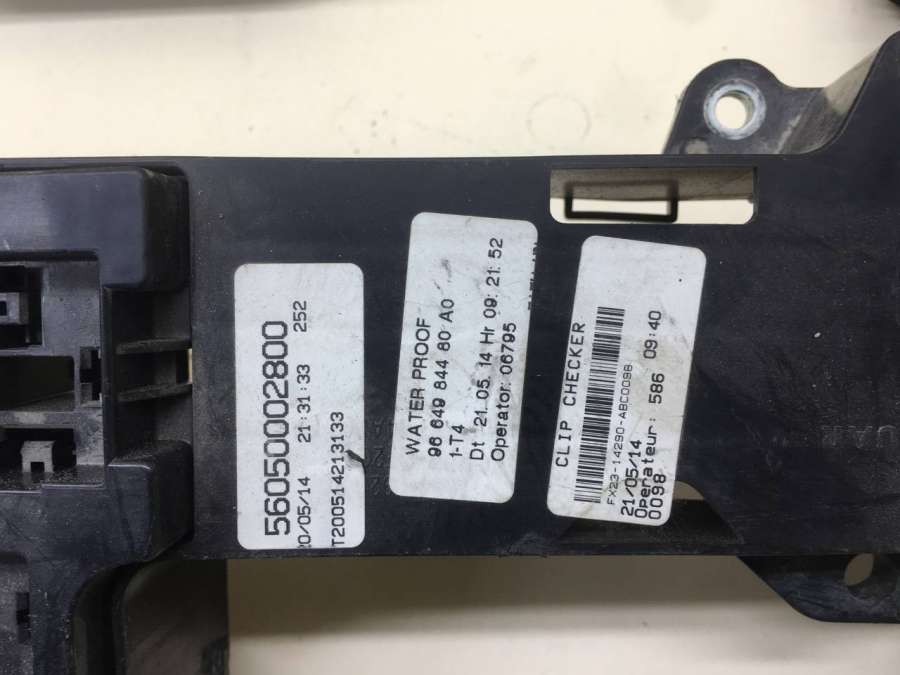 56050002800
20/05/14 21:31:33 252
T200514213133
WATER PROOF
96 649 844 80 A0
1-T4
Dt 21. 05. 14 Hr 09: 21: 52
Operator: 06795
CLIP CHECKER
FX23-14290-ABC0098
21/05/14 09:40
Operateur: 586
0098